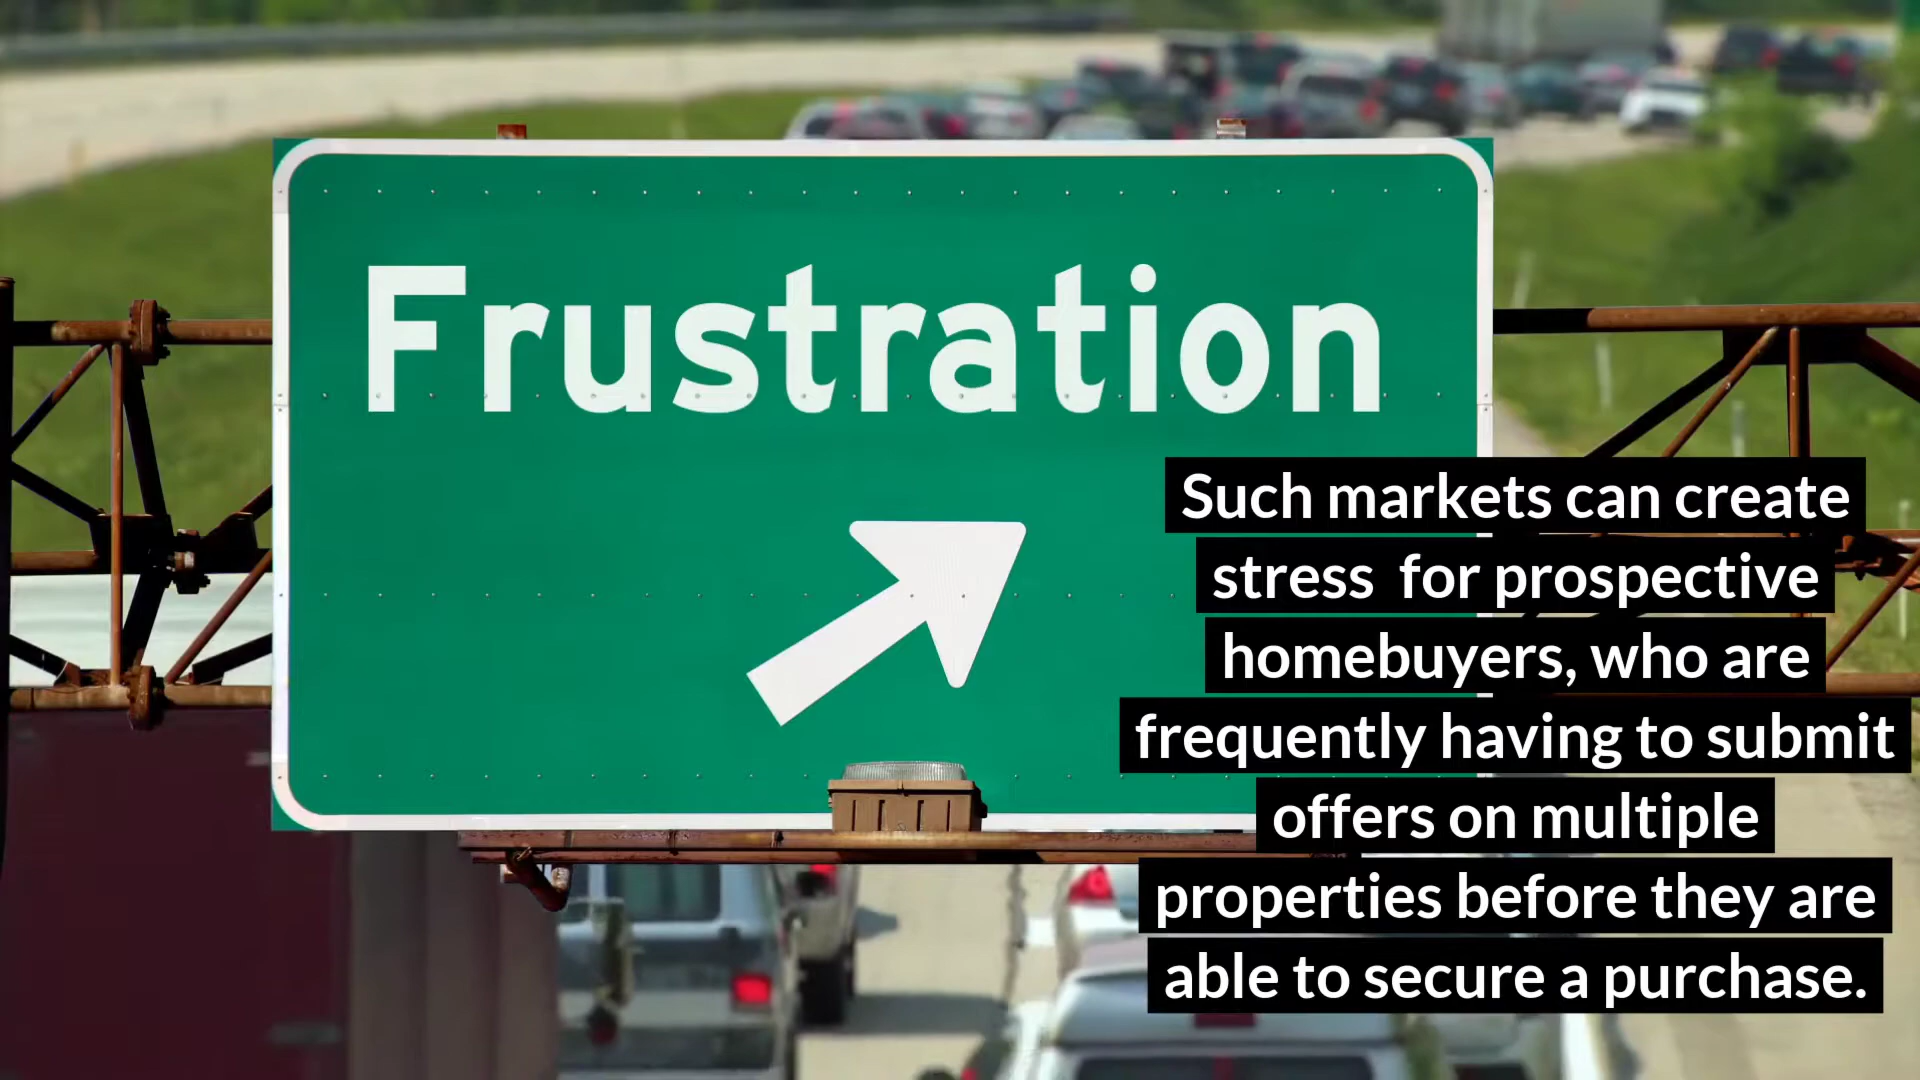 Frustration
Such markets can create
stress  for prospective
homebuyers, who are
frequently having to submit
offers on multiple
properties before they are
able to secure a purchase.